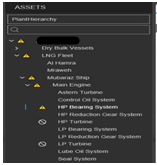 ASSETS
PlantHierarchy
Dry Bulk Vessels
LNG Fleet
Al Hamra
Mraweh
Mubaraz Ship
Main Engine
Astern Turbine
Control Oil System
HP Bearing System
HP Reduction Gear System
HP Turbine
LP Bearing System
LP Reduction Gear System
LP Turbine
Lube Oil System
Seal System